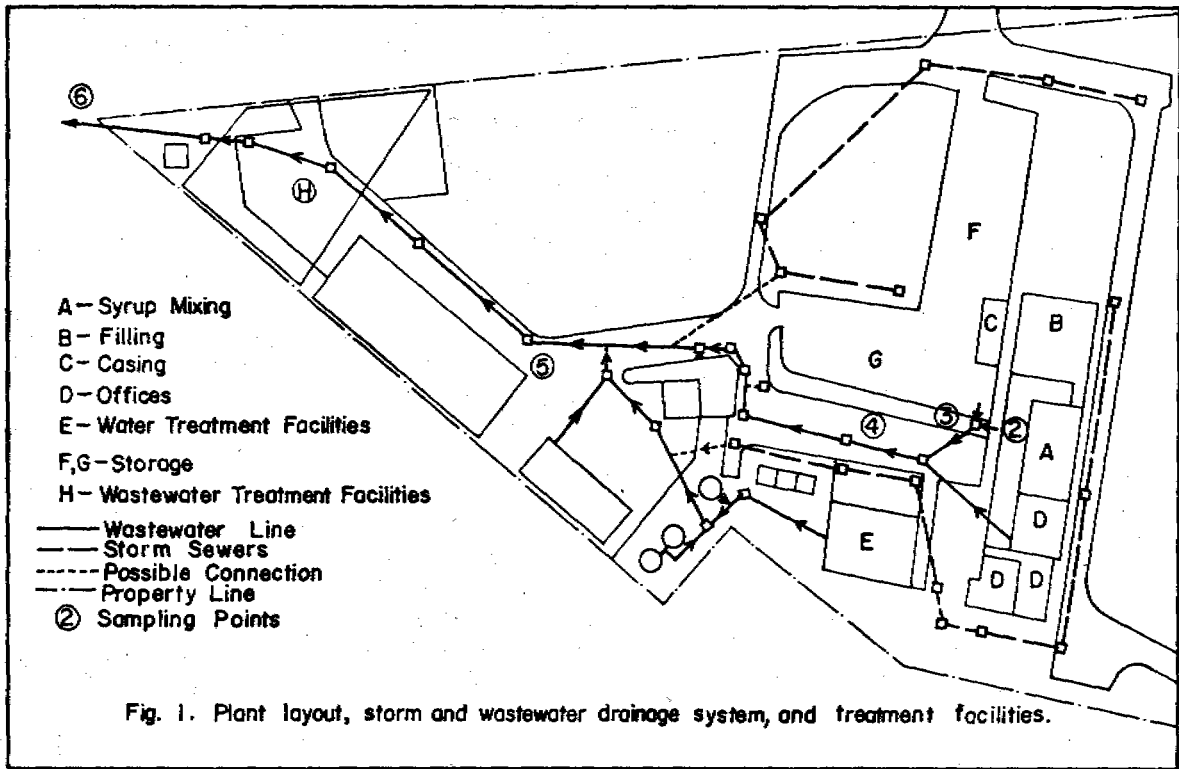 ⑥
H
F
C
B
A – Syrup Mixing
B – Filling
G
C – Casing
⑤
D – Offices
④
③
②
E – Water Treatment Facilities
A
F,G – Storage
H – Wastewater Treatment Facilities
D
Wastewater Line
E
Storm Sewers
D
D
Possible Connection
Property Line
② Sampling Points
Fig. 1. Plant layout, storm and wastewater drainage system, and treatment facilities.